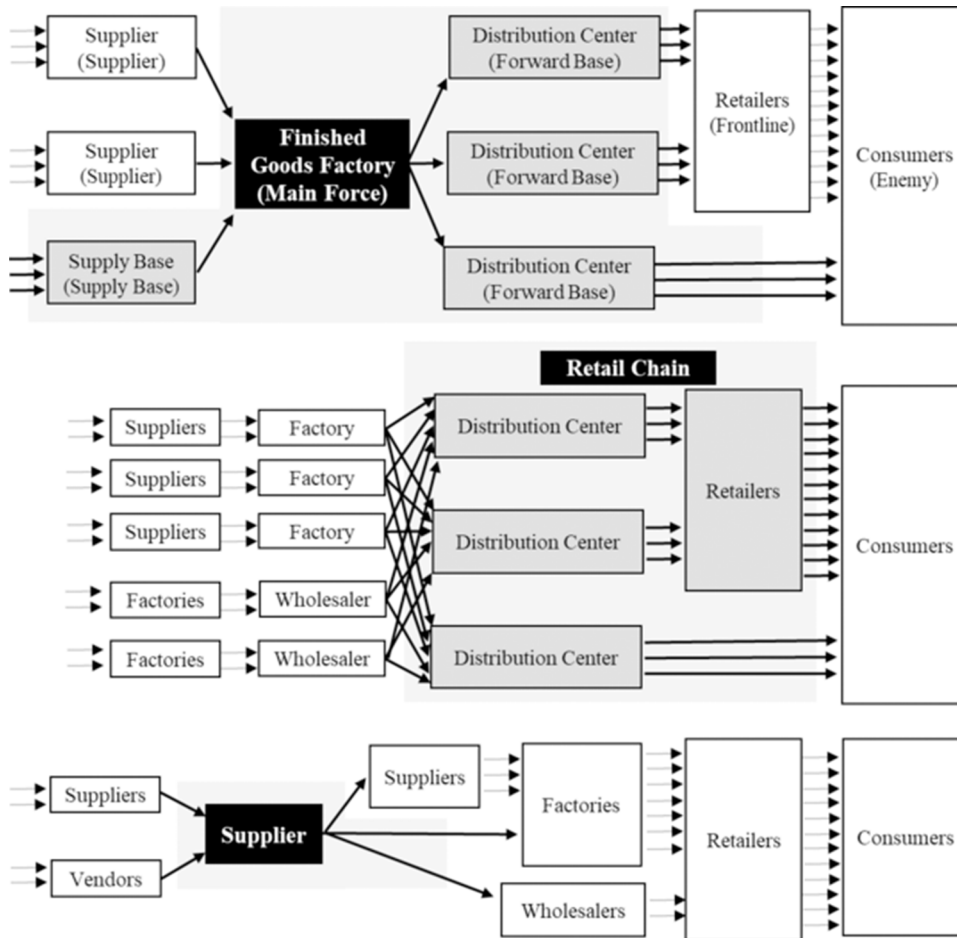 Supplier
(Supplier)
Distribution Center
(Forward Base)
Retailers
(Frontline)
Consumers
(Enemy)
Finished
Goods Factory
(Main Force)
Supplier
(Supplier)
Distribution Center
(Forward Base)
Supply Base
(Supply Base)
Distribution Center
(Forward Base)
Retail Chain
Suppliers
Factory
Distribution Center
Suppliers
Factory
Retailers
Suppliers
Factory
Distribution Center
Consumers
Factories
Wholesaler
Factories
Wholesaler
Distribution Center
Suppliers
Suppliers
Factories
Supplier
Retailers
Consumers
Vendors
Wholesalers